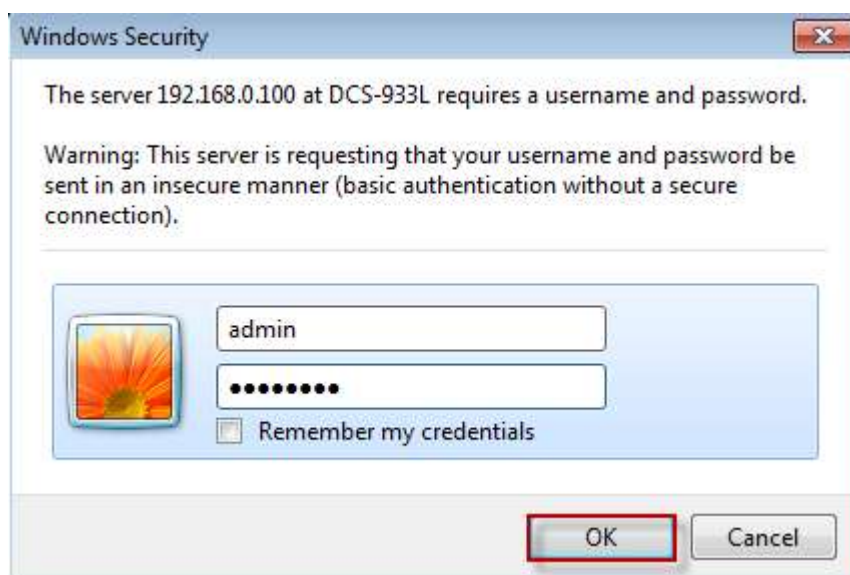 Windows Security
The server 192.168.0.100 at DCS-933L requires a username and password.
Warning: This server is requesting that your username and password be
sent in an insecure manner (basic authentication without a secure
connection).
admin
●●●●●●●●
Remember my credentials
OK
Cancel